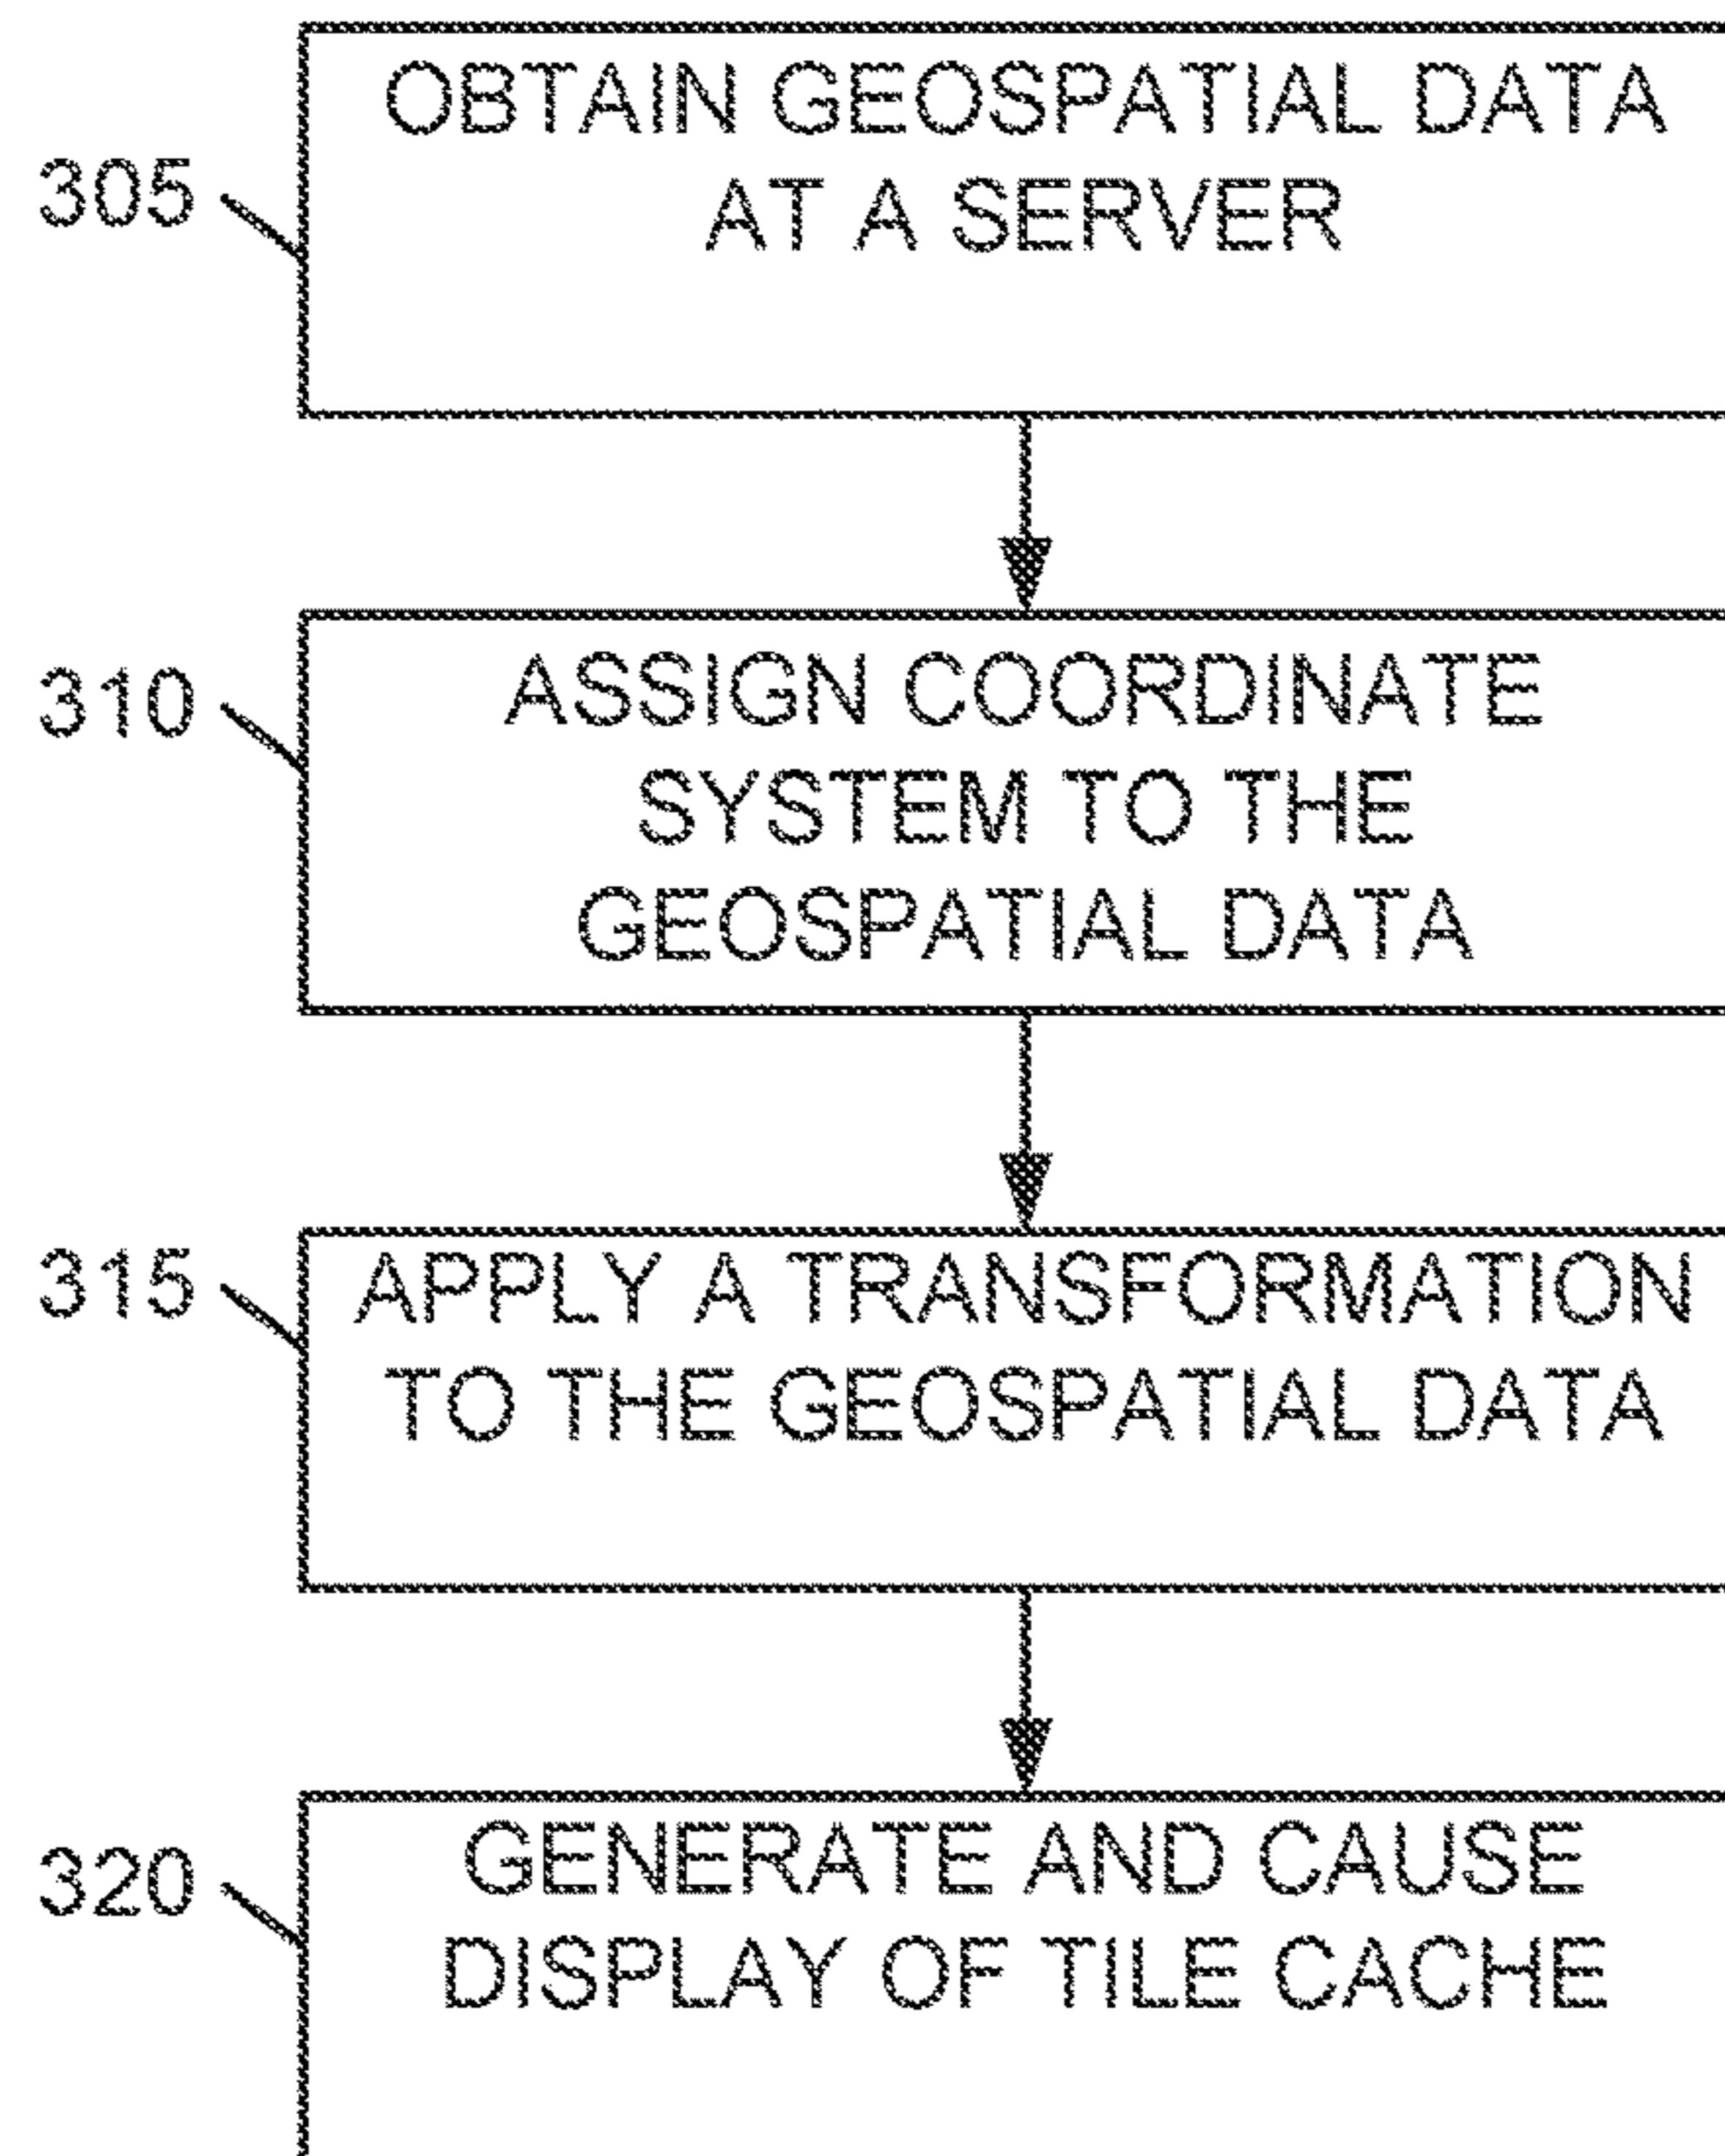 305
OBTAIN GEOSPATIAL DATA
AT A SERVER
310
ASSIGN COORDINATE
SYSTEM TO THE
GEOSPATIAL DATA
315
APPLY A TRANSFORMATION
TO THE GEOSPATIAL DATA
320
GENERATE AND CAUSE
DISPLAY OF TILE CACHE